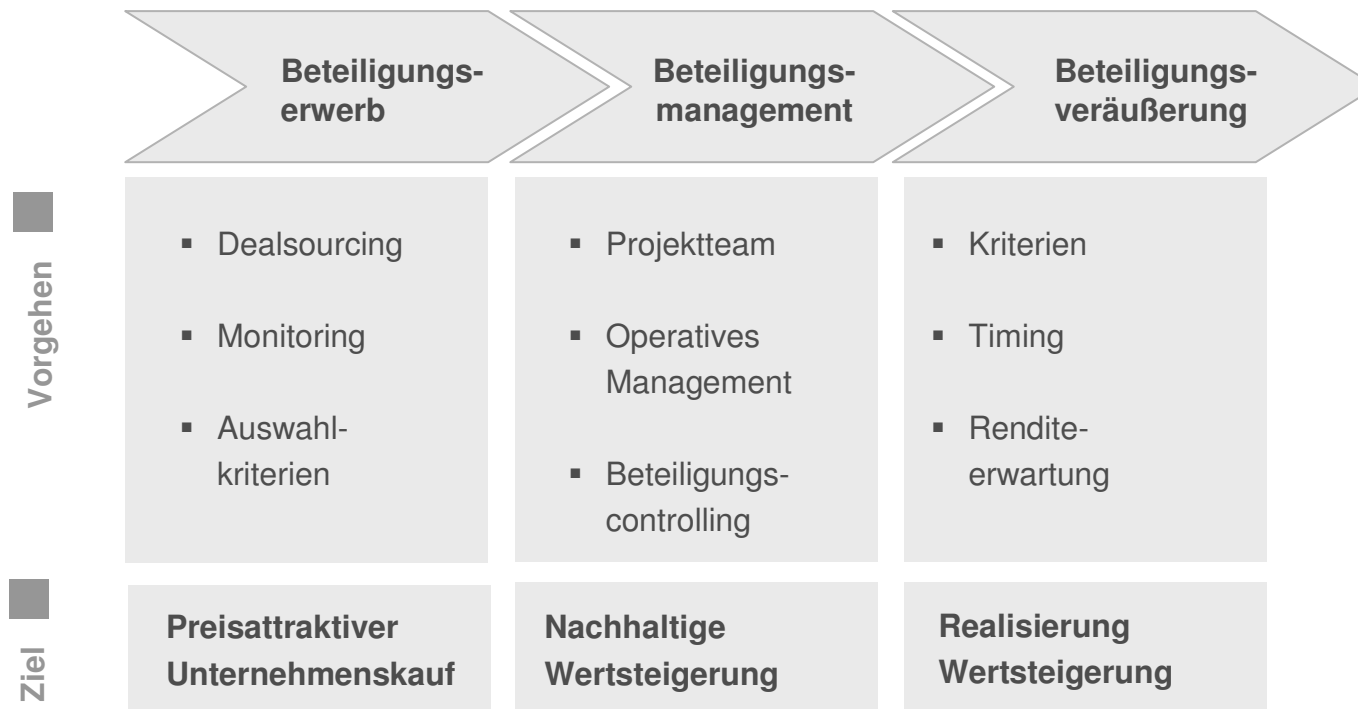 Beteiligungs-
erwerb
Beteiligungs-
management
Beteiligungs-
veräußerung
Vorgehen
Dealsourcing
Monitoring
Auswahl-
kriterien
Projektteam
Operatives
Management
Beteiligungs-
controlling
Kriterien
Timing
Rendite-
erwartung
Ziel
Preisattraktiver
Unternehmenskauf
Nachhaltige
Wertsteigerung
Realisierung
Wertsteigerung